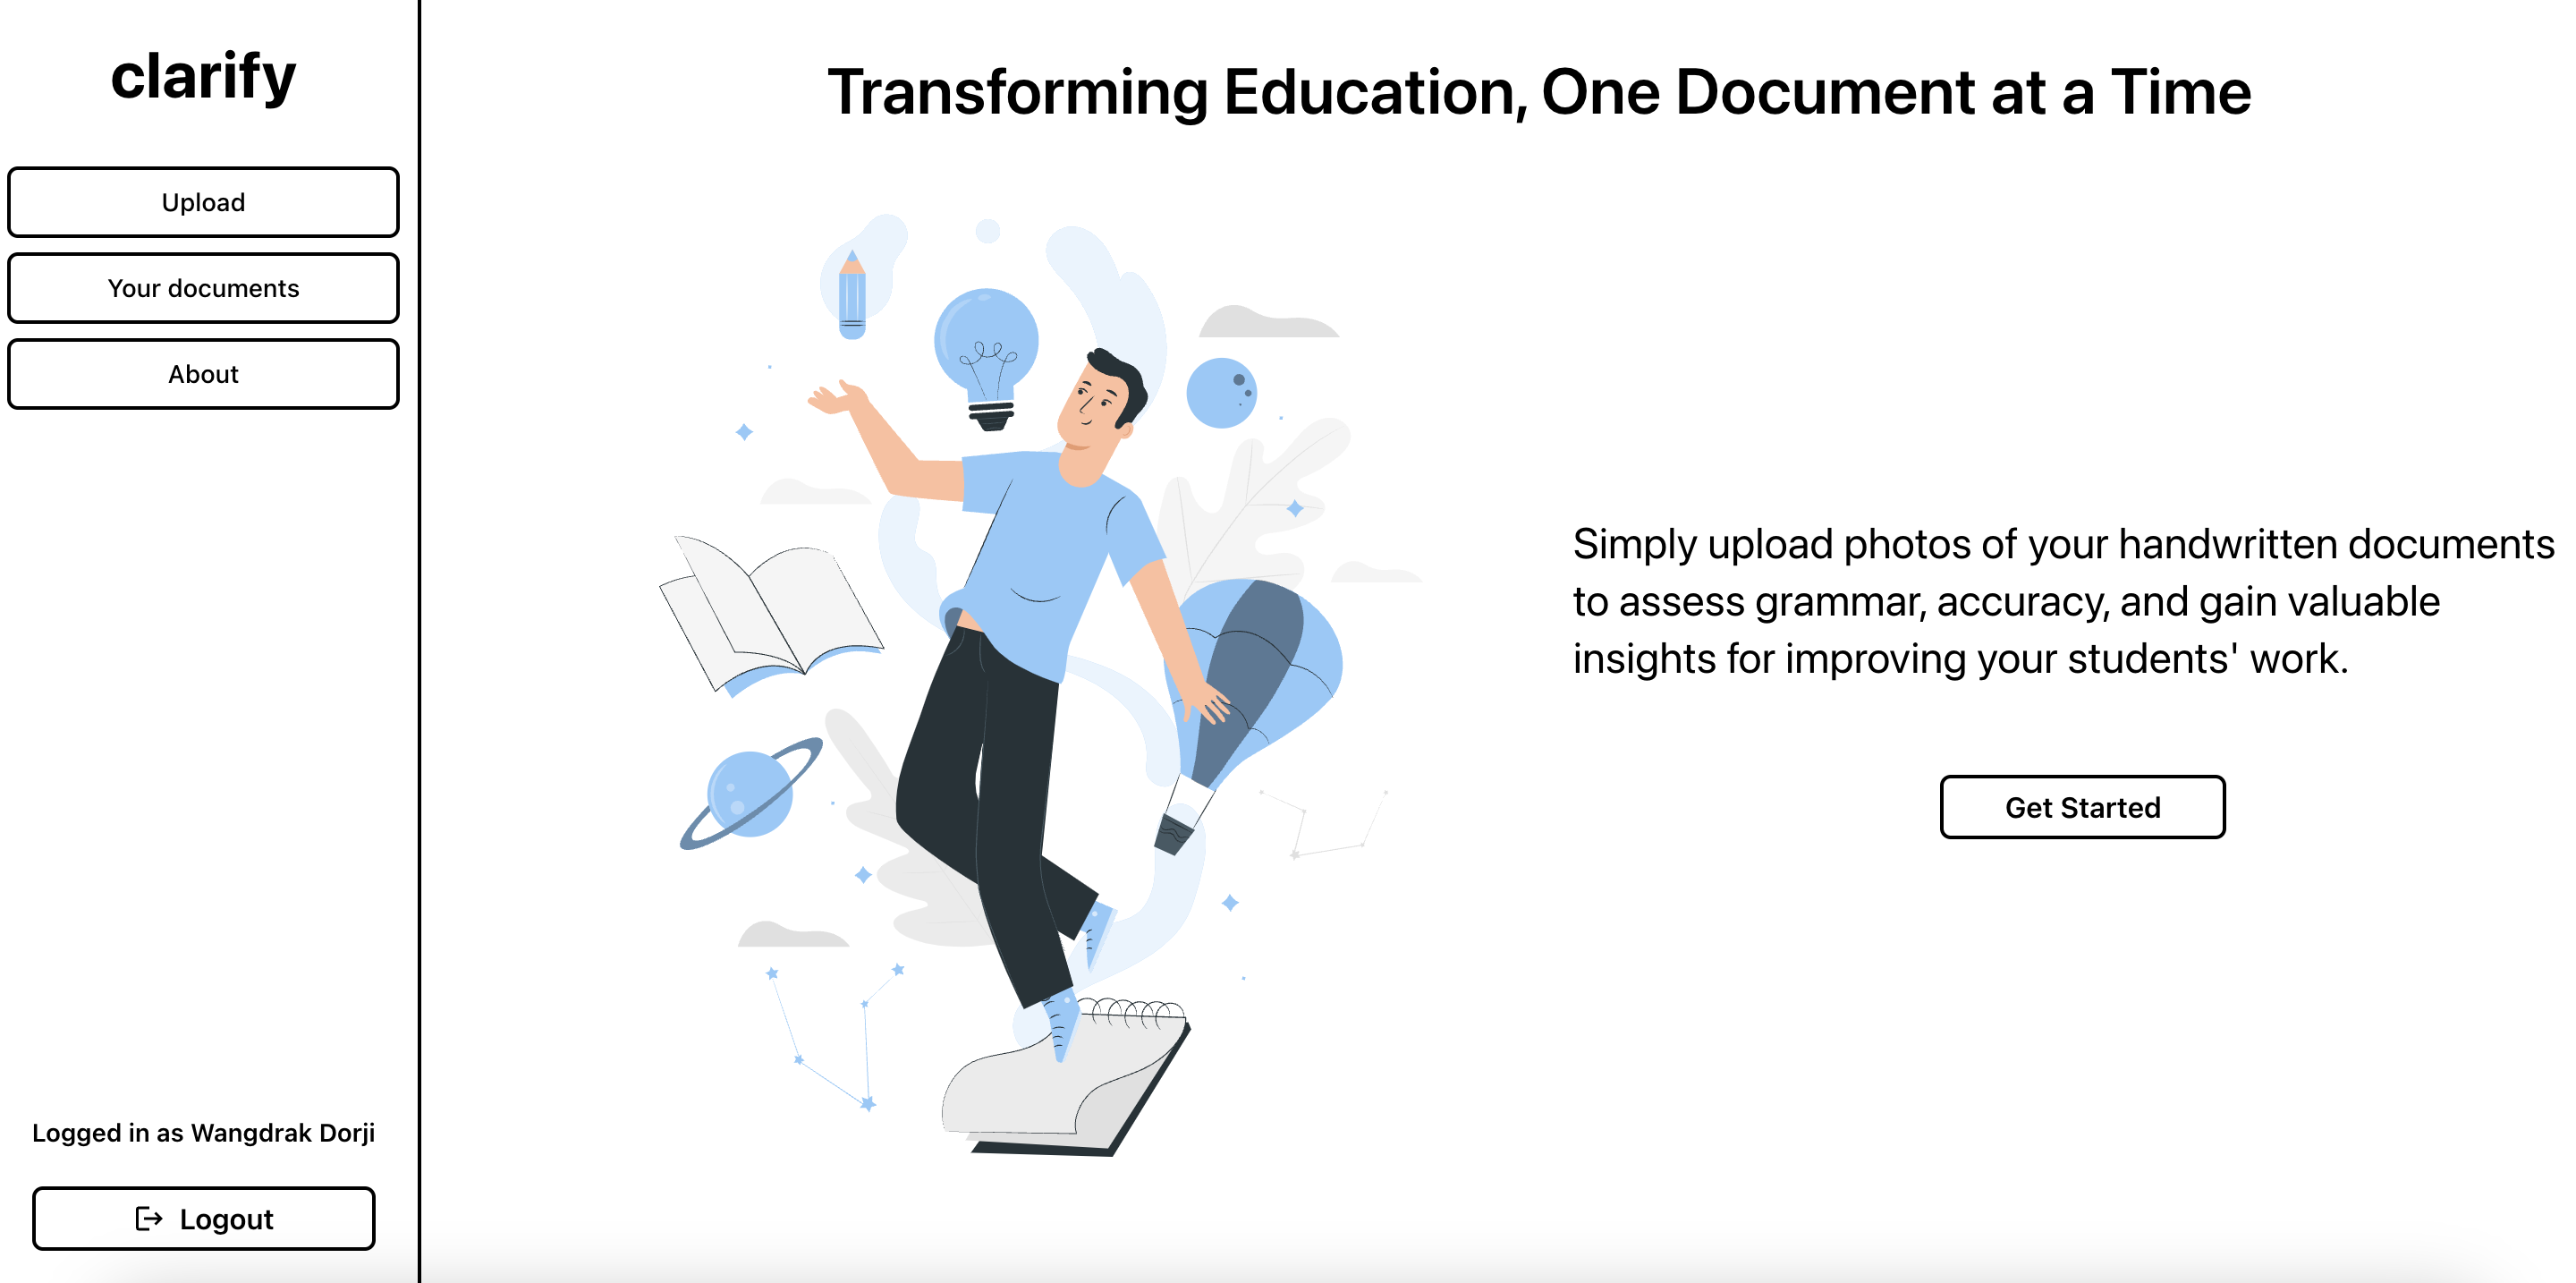 clarify
Upload
Your documents
About
Logged in as Wangdrak Dorji
Logout
Transforming Education, One Document at a Time
Simply upload photos of your handwritten documents
to assess grammar, accuracy, and gain valuable
insights for improving your students' work.
Get Started